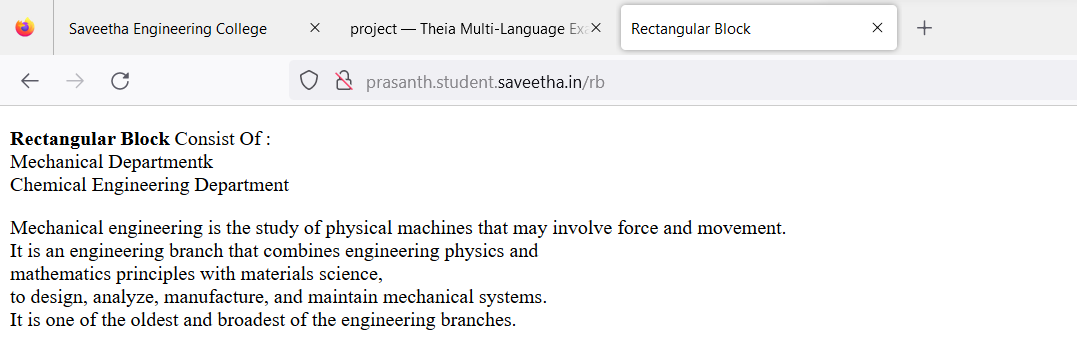 Saveetha Engineering College
project — Theia Multi-Language Ex
Rectangular Block
prasanth.student.saveetha.in/rb
Rectangular Block Consist Of :
Mechanical Departmentk
Chemical Engineering Department
Mechanical engineering is the study of physical machines that may involve force and movement.
It is an engineering branch that combines engineering physics and
mathematics principles with materials science,
to design, analyze, manufacture, and maintain mechanical systems.
It is one of the oldest and broadest of the engineering branches.